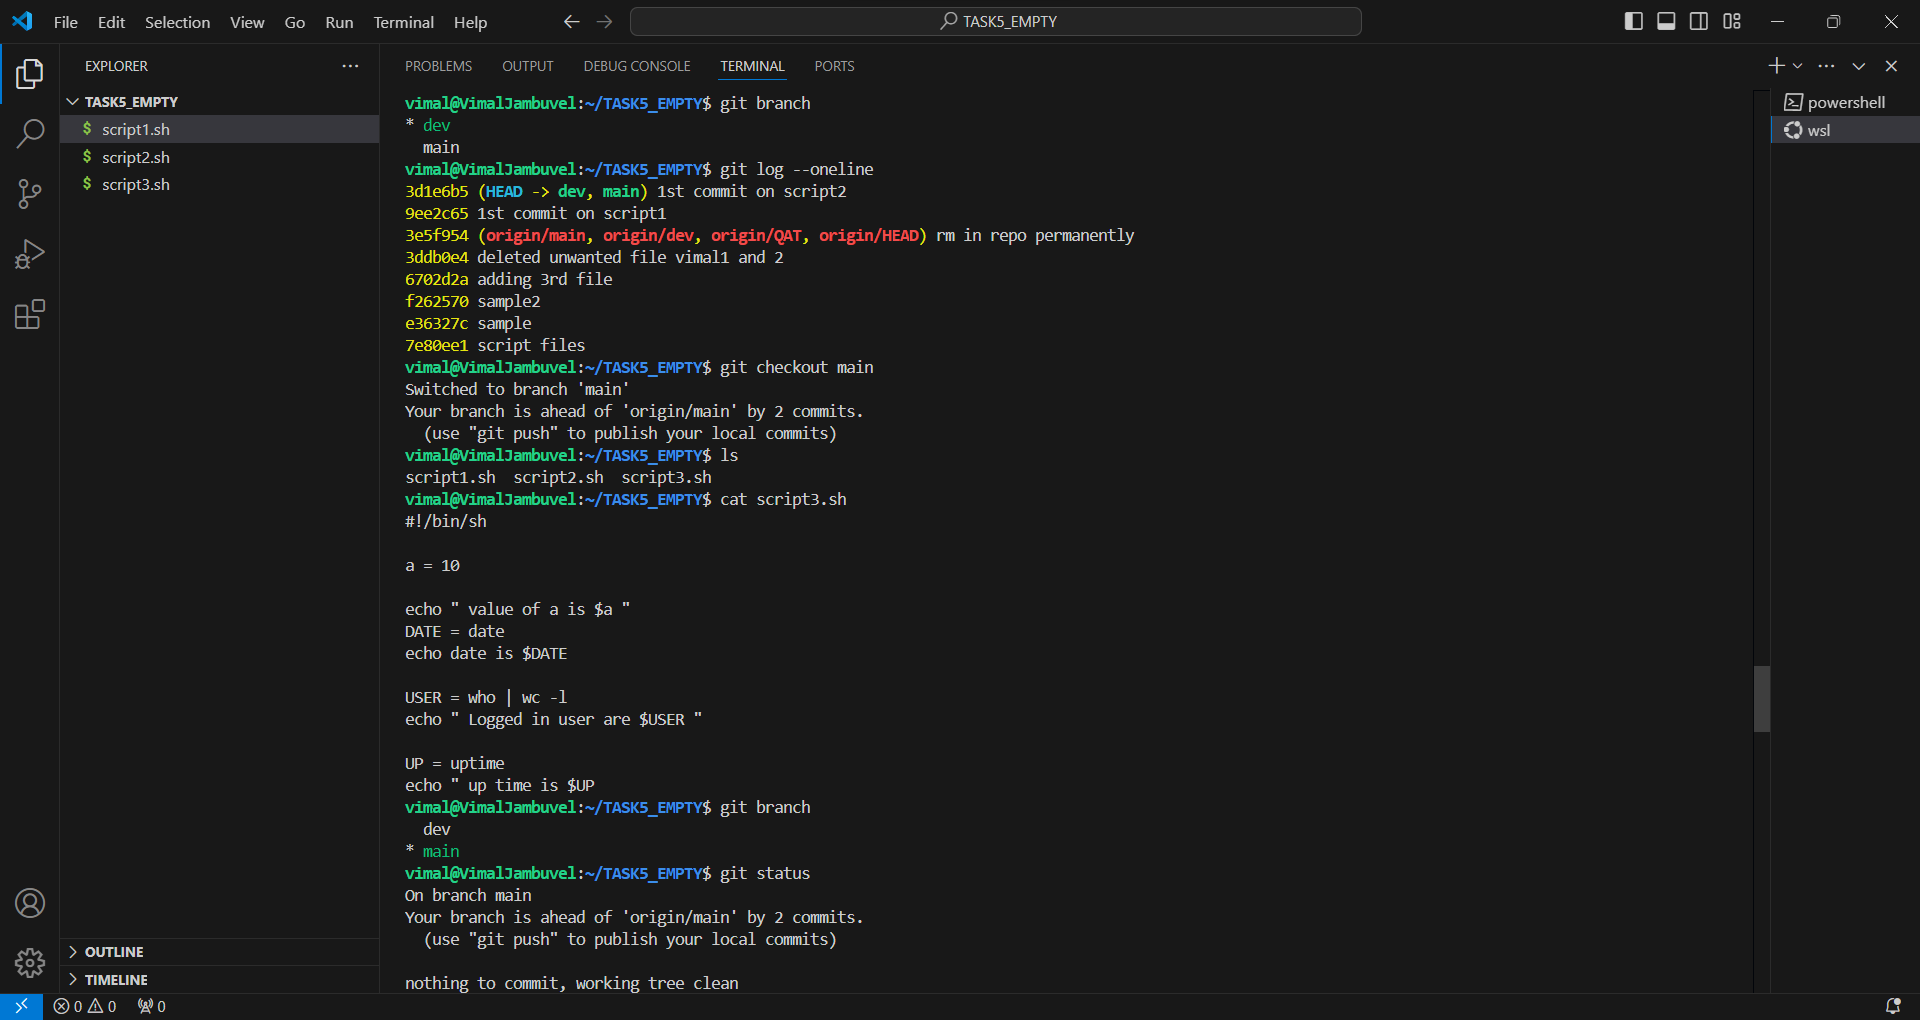 File Edit Selection View Go Run Terminal Help
TASK5_EMPTY
EXPLORER
TASK5_EMPTY
$ script1.sh
$ script2.sh
$ script3.sh
OUTLINE
TIMELINE
PROBLEMS OUTPUT DEBUG CONSOLE TERMINAL PORTS
vimal@VimalJambuvel:~/TASK5_EMPTY$ git branch
* dev
  main
vimal@VimalJambuvel:~/TASK5_EMPTY$ git log --oneline
3d1e6b5 (HEAD -> dev, main) 1st commit on script2
9ee2c65 1st commit on script1
3e5f954 (origin/main, origin/dev, origin/QAT, origin/HEAD) rm in repo permanently
3ddb0e4 deleted unwanted file vimal1 and 2
6702d2a adding 3rd file
f262570 sample2
e36327c sample
7e80ee1 script files
vimal@VimalJambuvel:~/TASK5_EMPTY$ git checkout main
Switched to branch 'main'
Your branch is ahead of 'origin/main' by 2 commits.
  (use "git push" to publish your local commits)
vimal@VimalJambuvel:~/TASK5_EMPTY$ ls
script1.sh  script2.sh  script3.sh
vimal@VimalJambuvel:~/TASK5_EMPTY$ cat script3.sh
#!/bin/sh
a = 10
echo " value of a is $a "
DATE = date
echo date is $DATE
USER = who | wc -l
echo " Logged in user are $USER "
UP = uptime
echo " up time is $UP
vimal@VimalJambuvel:~/TASK5_EMPTY$ git branch
  dev
* main
vimal@VimalJambuvel:~/TASK5_EMPTY$ git status
On branch main
Your branch is ahead of 'origin/main' by 2 commits.
  (use "git push" to publish your local commits)
nothing to commit, working tree clean
powershell
wsl
0 0 0